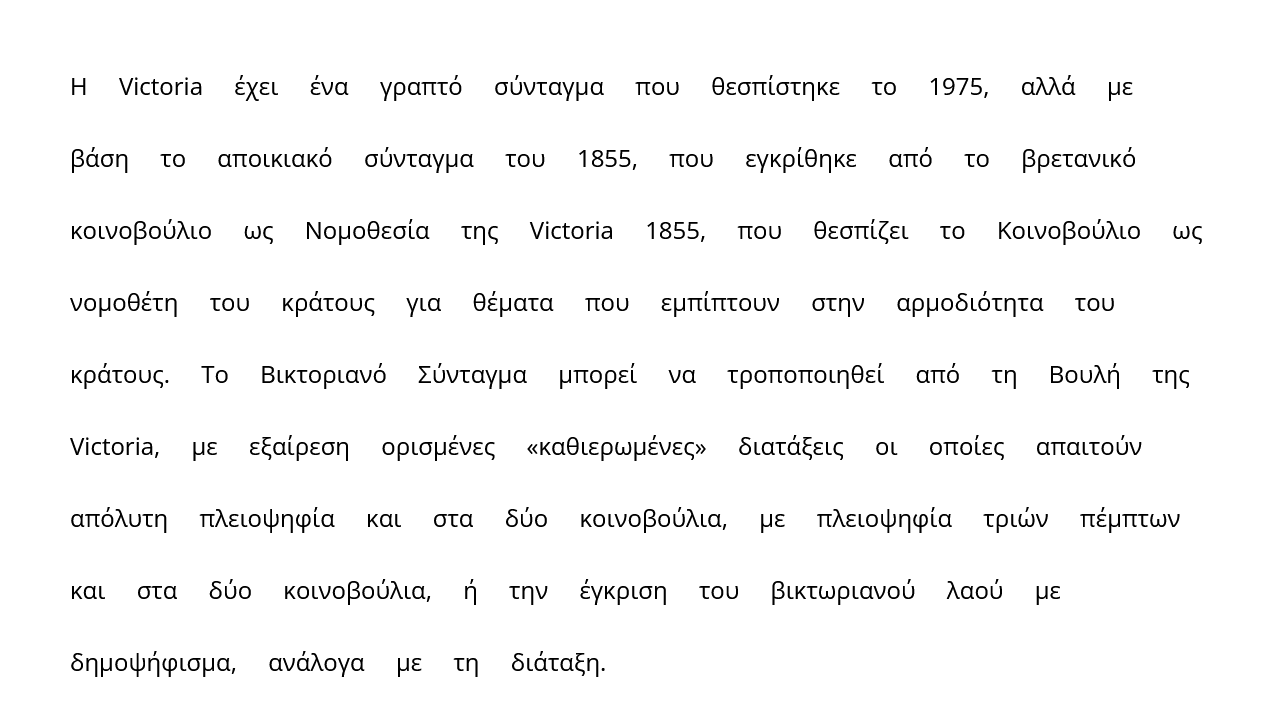 Η Victoria έχει ένα γραπτό σύνταγμα που θεσπίστηκε το 1975, αλλά με
βάση το αποικιακό σύνταγμα του 1855, που εγκρίθηκε από το βρετανικό
κοινοβούλιο ως Νομοθεσία της Victoria 1855, που θεσπίζει το Κοινοβούλιο ως
νομοθέτη του κράτους για θέματα που εμπίπτουν στην αρμοδιότητα του
κράτους. Το Βικτοριανό Σύνταγμα μπορεί να τροποποιηθεί από τη Βουλή της
Victoria, με εξαίρεση ορισμένες «καθιερωμένες» διατάξεις οι οποίες απαιτούν
απόλυτη πλειοψηφία και στα δύο κοινοβούλια, με πλειοψηφία τριών πέμπτων
και στα δύο κοινοβούλια, ή την έγκριση του βικτωριανού λαού με
δημοψήφισμα, ανάλογα με τη διάταξη.